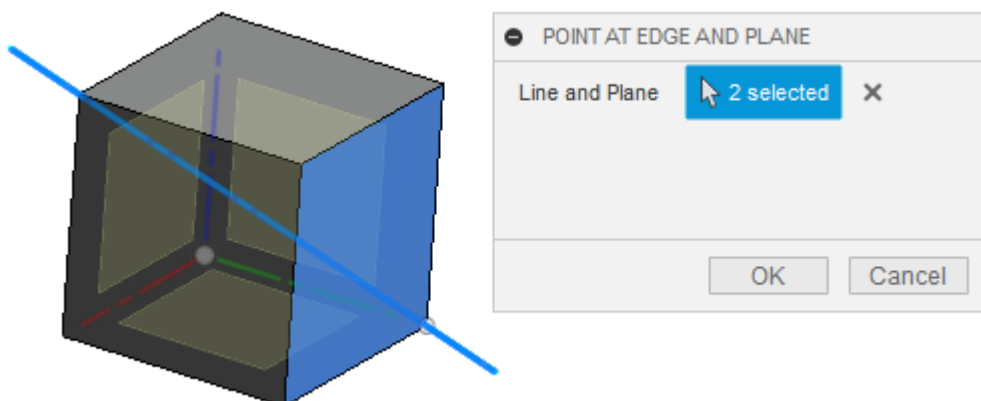 POINT AT EDGE AND PLANE
Line and Plane 2 selected
OK Cancel